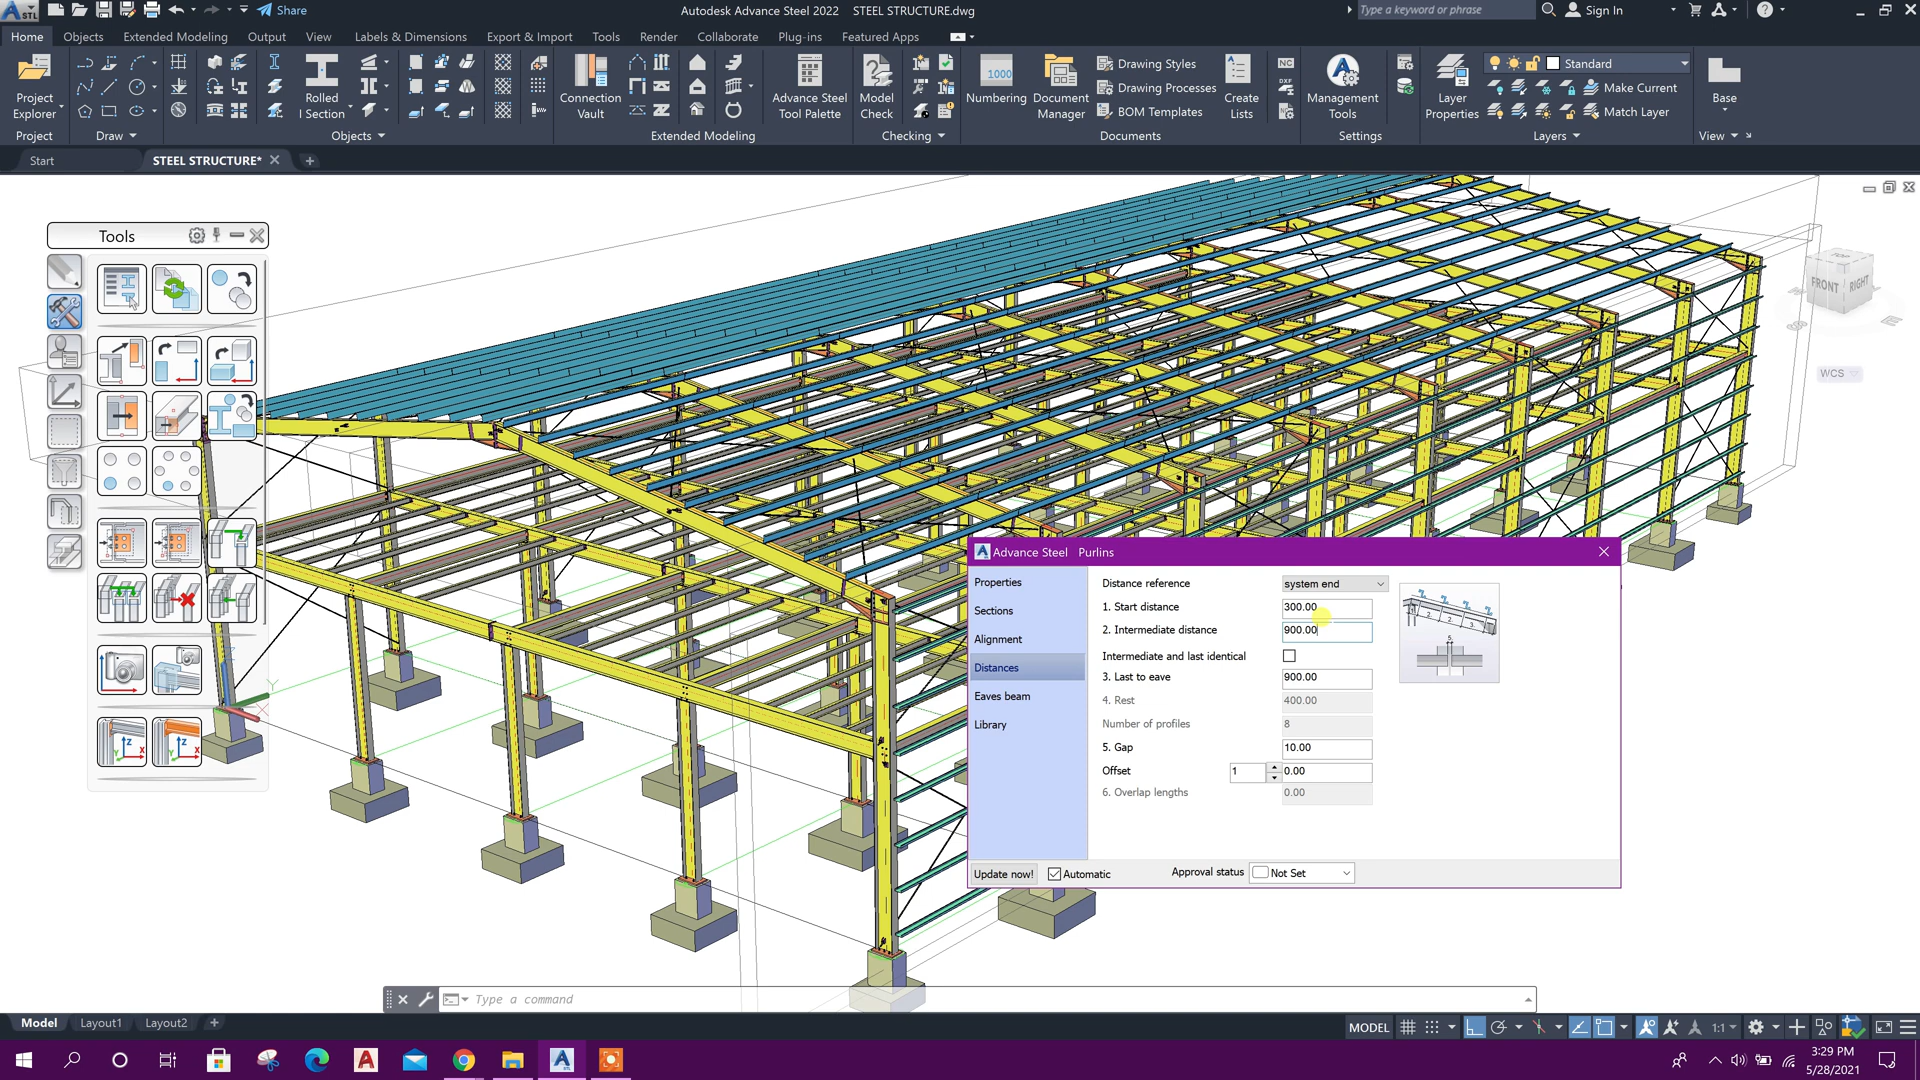 STL
Share
Autodesk Advance Steel 2022 STEEL STRUCTURE.dwg
Type a keyword or phrase
Sign In
Home Objects Extended Modeling Output View Labels & Dimensions Export & Import Tools Render Collaborate Plug-ins Featured Apps
Project
Explorer
Rolled
I Section
Connection
Vault
Advance Steel
Tool Palette
Model
Check
1000
Numbering
Document
Manager
Drawing Styles
Drawing Processes
BOM Templates
Create
Lists
NC
DXF
Management
Tools
Layer
Properties
Standard
Make Current
Match Layer
Base
Project Draw Objects Extended Modeling Checking Documents Settings Layers View
Start
STEEL STRUCTURE*
Tools
TOP
FRONT
RIGHT
WCS
Advance Steel Purlins
Properties
Sections
Alignment
Distances
Eaves beam
Library
Distance reference system end
1. Start distance 300.00
2. Intermediate distance 900.00
Intermediate and last identical
3. Last to eave 900.00
4. Rest 400.00
Number of profiles 8
5. Gap 10.00
Offset 1 0.00
6. Overlap lengths 0.00
Update now! Automatic Approval status Not Set
Type a command
Model Layout1 Layout2
MODEL
1:1
3:29 PM
5/28/2021